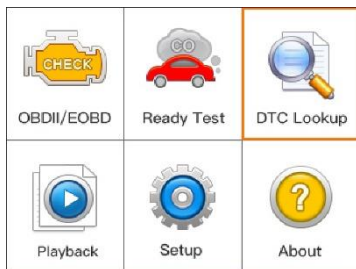 CHECK
CO
OBDII/EOBD
Ready Test
DTC Lookup
?
Playback
Setup
About